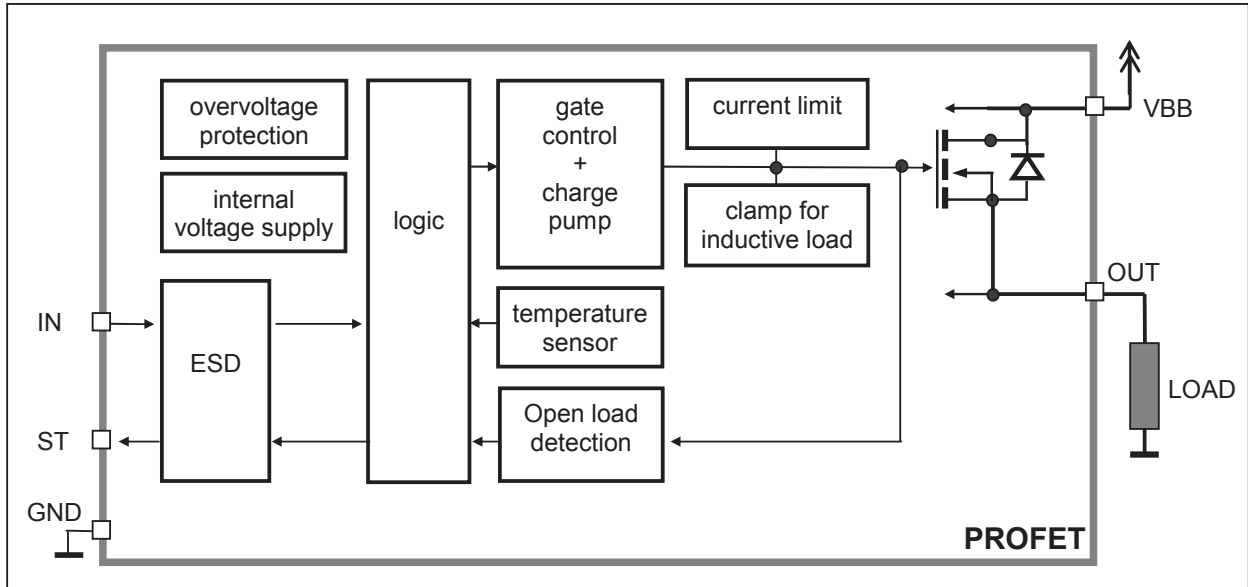 overvoltage
protection
internal
voltage supply
logic
gate
control
+
charge
pump
current limit
clamp for
inductive load
VBB
OUT
LOAD
IN
ESD
temperature
sensor
ST
Open load
detection
GND
PROFET